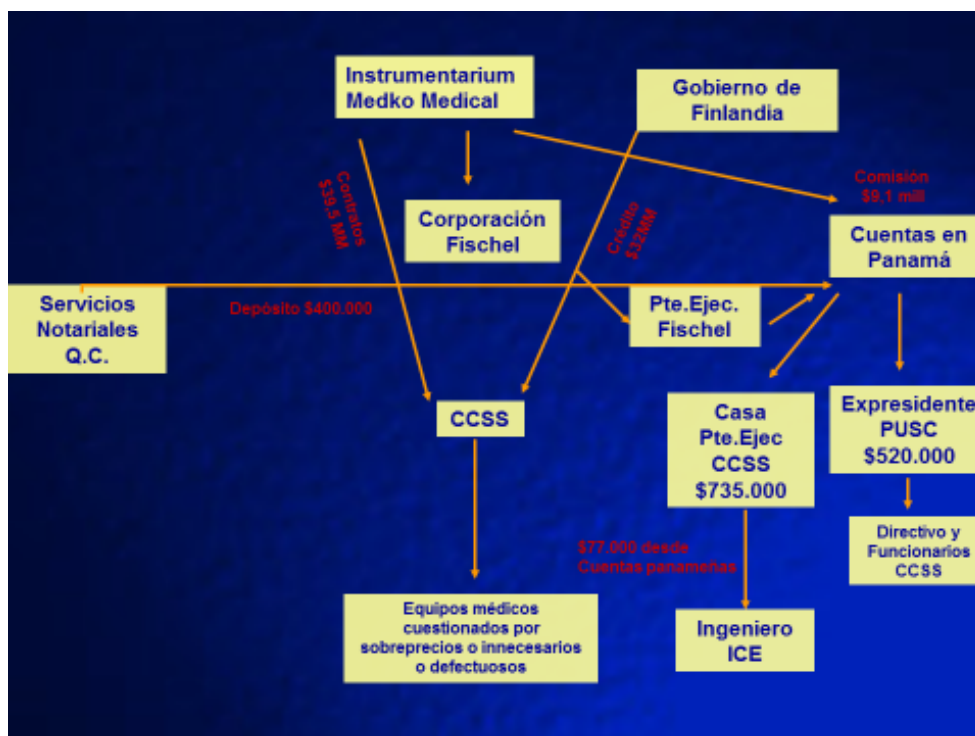 Instrumentarium
Medko Medical
Gobierno de
Finlandia
Contratos
$39,5 MM
Corporación
Fischel
Crédito
$32MM
Comisión
$9,1 mill
Cuentas en
Panamá
Servicios
Notariales
Q.C.
Depósito $400.000
Pte.Ejec.
Fischel
CCSS
Casa
Pte.Ejec
CCSS
$735.000
Expresidente
PUSC
$520.000
$77.000 desde
Cuentas panameñas
Directivo y
Funcionarios
CCSS
Equipos médicos
cuestionados por
sobreprecios o innecesarios
o defectuosos
Ingeniero
ICE